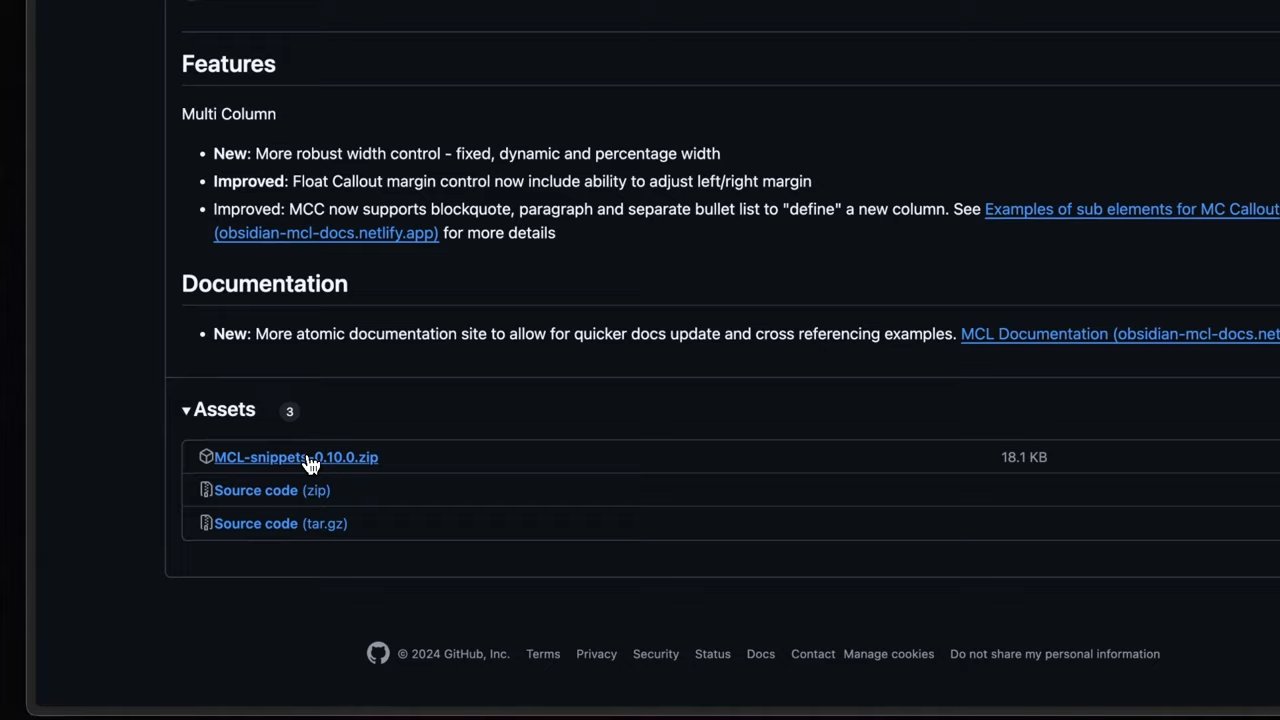 Features
Multi Column
• New: More robust width control - fixed, dynamic and percentage width
• Improved: Float Callout margin control now include ability to adjust left/right margin
• Improved: MCC now supports blockquote, paragraph and separate bullet list to "define" a new column. See Examples of sub elements for MC Callout
(obsidian-mcl-docs.netlify.app) for more details
Documentation
• New: More atomic documentation site to allow for quicker docs update and cross referencing examples. MCL Documentation (obsidian-mcl-docs.net
Assets 3
MCL-snippets-0.10.0.zip 18.1 KB
Source code (zip)
Source code (tar.gz)
© 2024 GitHub, Inc. Terms Privacy Security Status Docs Contact Manage cookies Do not share my personal information